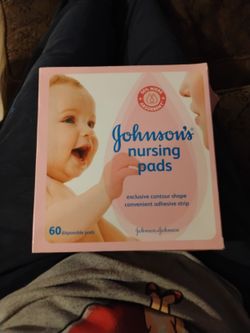 Johnson's
nursing
pads
exclusive contour shape
convenient adhesive strip
60 disposable pads
Johnson & Johnson